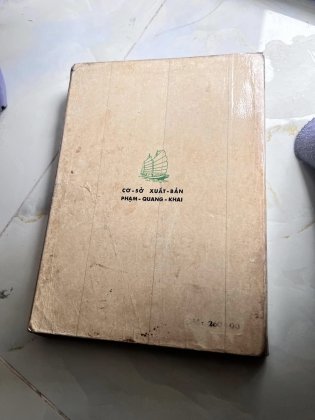 CƠ-SỞ XUẤT-BẢN
PHẠM-QUANG-KHAI